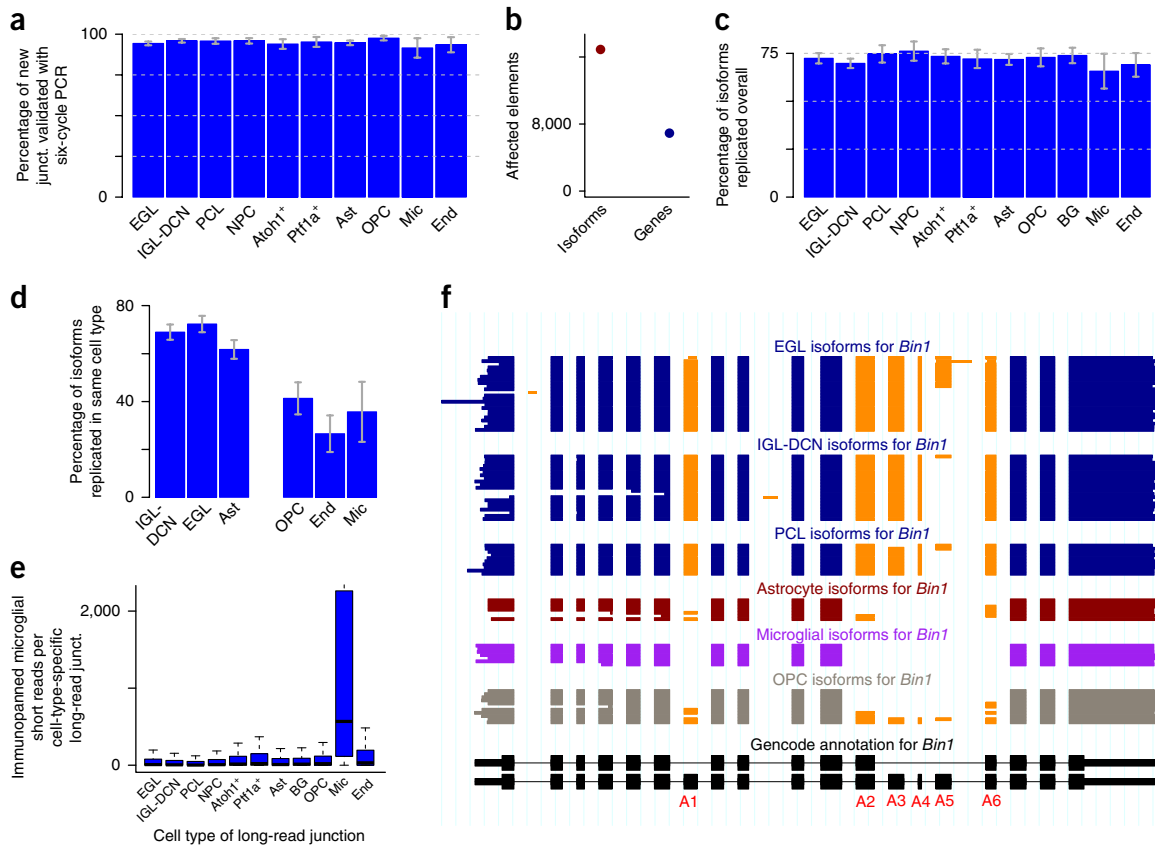 a
Percentage of new
junct. validated with
six-cycle PCR
100
0
EGL
IGL-DCN
PCL
NPC
Atoh1+
Ptf1a+
Ast
OPC
Mic
End
b
Affected elements
8,000
0
Isoforms
Genes
c
Percentage of isoforms
replicated overall
75
0
EGL
IGL-DCN
PCL
NPC
Atoh1+
Ptf1a+
Ast
OPC
BG
Mic
End
d
Percentage of isoforms
replicated in same cell type
80
40
0
IGL-
DCN
EGL
Ast
OPC
End
Mic
e
Immunopanned microglial
short reads per
cell-type-specific
long-read junct.
2,000
0
EGL
IGL-DCN
PCL
NPC
Atoh1+
Ptf1a+
Ast
BG
OPC
Mic
End
Cell type of long-read junction
f
EGL isoforms for Bin1
IGL-DCN isoforms for Bin1
PCL isoforms for Bin1
Astrocyte isoforms for Bin1
Microglial isoforms for Bin1
OPC isoforms for Bin1
Gencode annotation for Bin1
A1
A2
A3
A4
A5
A6